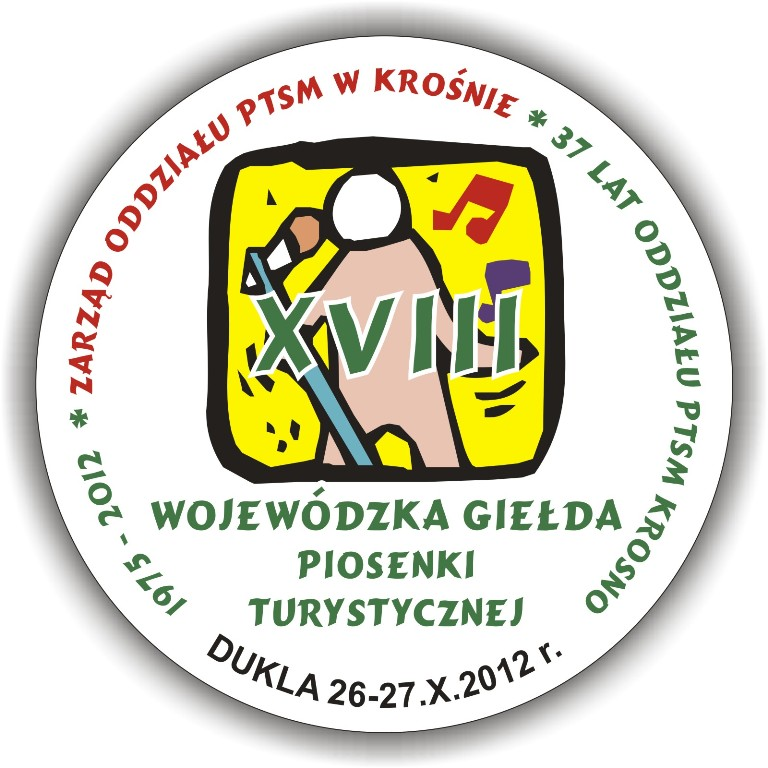 1975 - 2012 * ZARZĄD ODDZIAŁU PTSM W KROŚNIE * 37 LAT ODDZIAŁU PTSM KROSNO
XVIII
WOJEWÓDZKA GIEŁDA
PIOSENKI
TURYSTYCZNEJ
DUKLA 26-27.X.2012 r.